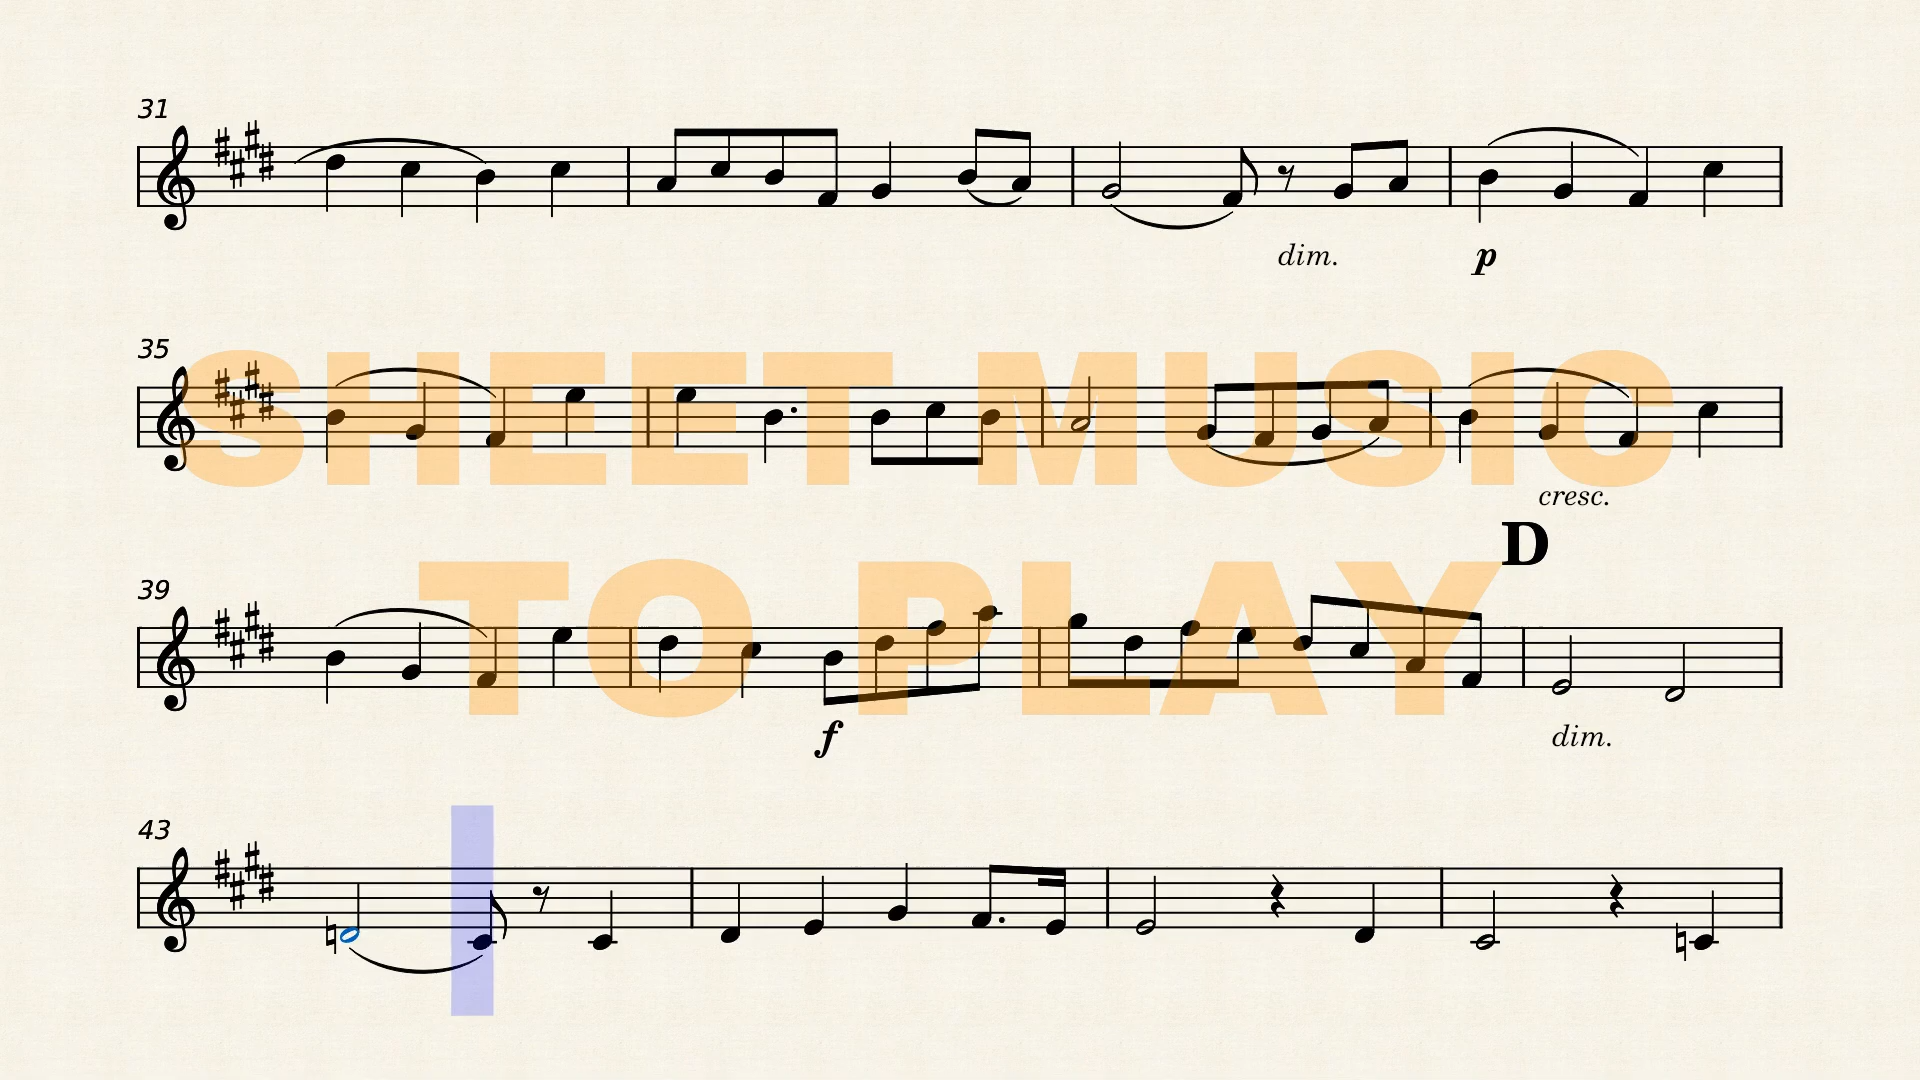 31
dim.
p
35
SHEET MUSIC
cresc.
D
TO PLAY
39
f
dim.
43